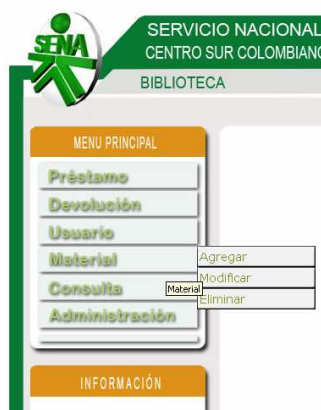 SENA
SERVICIO NACIONAL
CENTRO SUR COLOMBIANO
BIBLIOTECA
MENU PRINCIPAL
Préstamo
Devolución
Usuario
Material
Agregar
Modificar
Consulta
Material
Eliminar
Administración
INFORMACIÓN